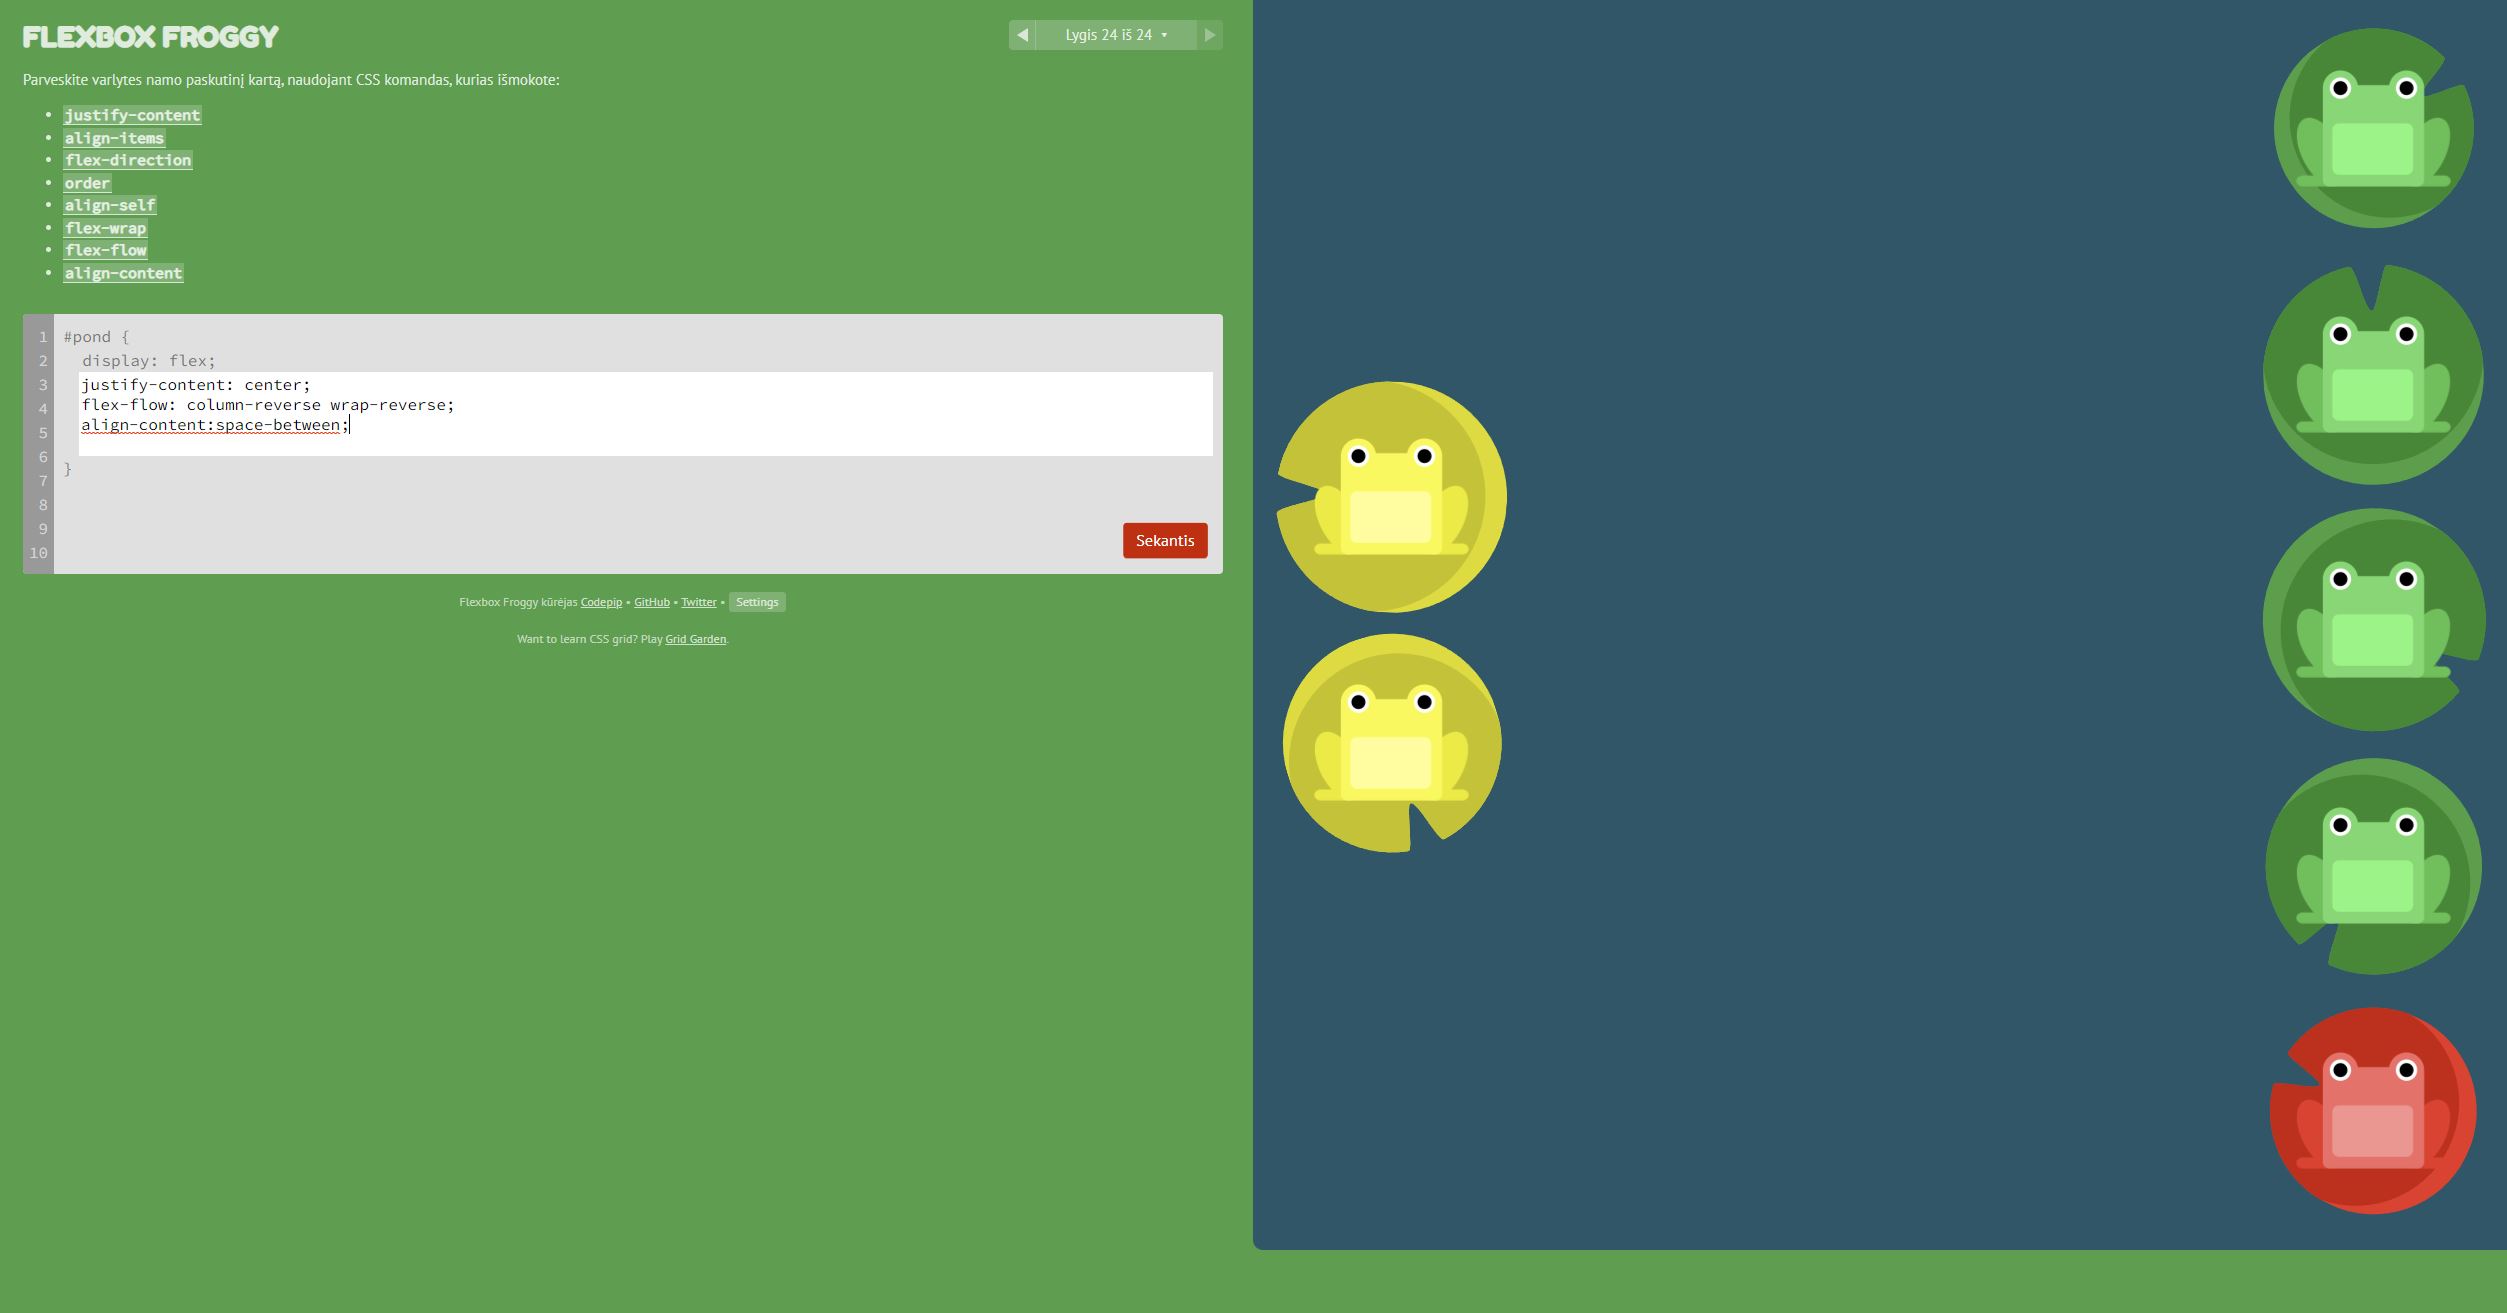 FLEXBOX FROGGY
◀ Lygis 24 iš 24 ▾ ▶
Parveskite varlytes namo paskutinį kartą, naudojant CSS komandas, kurias išmokote:
• justify-content
• align-items
• flex-direction
• order
• align-self
• flex-wrap
• flex-flow
• align-content
1 #pond {
2 display: flex;
3 justify-content: center;
4 flex-flow: column-reverse wrap-reverse;
5 align-content:space-between;
6 }
7
8
9
10
Sekantis
Flexbox Froggy kūrėjas Codepip • GitHub • Twitter • Settings
Want to learn CSS grid? Play Grid Garden.